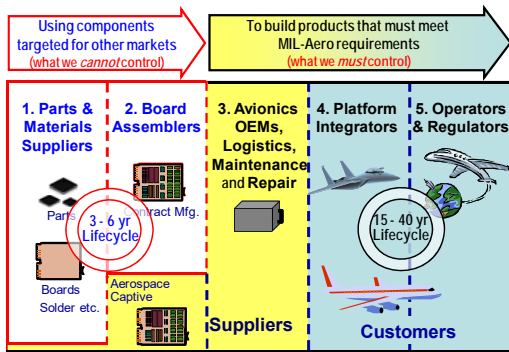 Using components
targeted for other markets
(what we cannot control)
To build products that must meet
MIL-Aero requirements
(what we must control)
1. Parts &
Materials
Suppliers
2. Board
Assemblers
3. Avionics
OEMs,
Logistics,
Maintenance
and Repair
4. Platform
Integrators
5. Operators
& Regulators
Parts
Contract Mfg.
3 - 6 yr
Lifecycle
15 - 40 yr
Lifecycle
Boards
Solder etc.
Aerospace
Captive
Suppliers
Customers